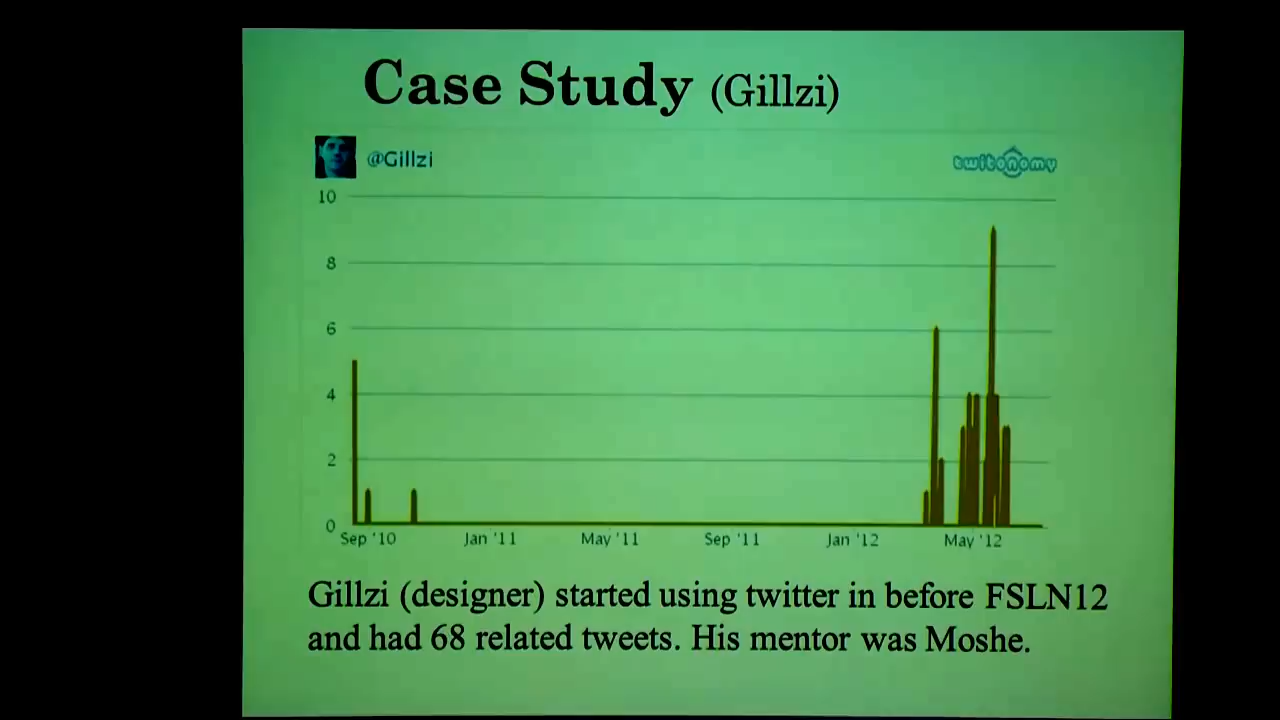 Case Study (Gillzi)
@Gillzi
twitonomy
10
8
6
4
2
0
Sep '10 Jan '11 May '11 Sep '11 Jan '12 May '12
Gillzi (designer) started using twitter in before FSLN12
and had 68 related tweets. His mentor was Moshe.